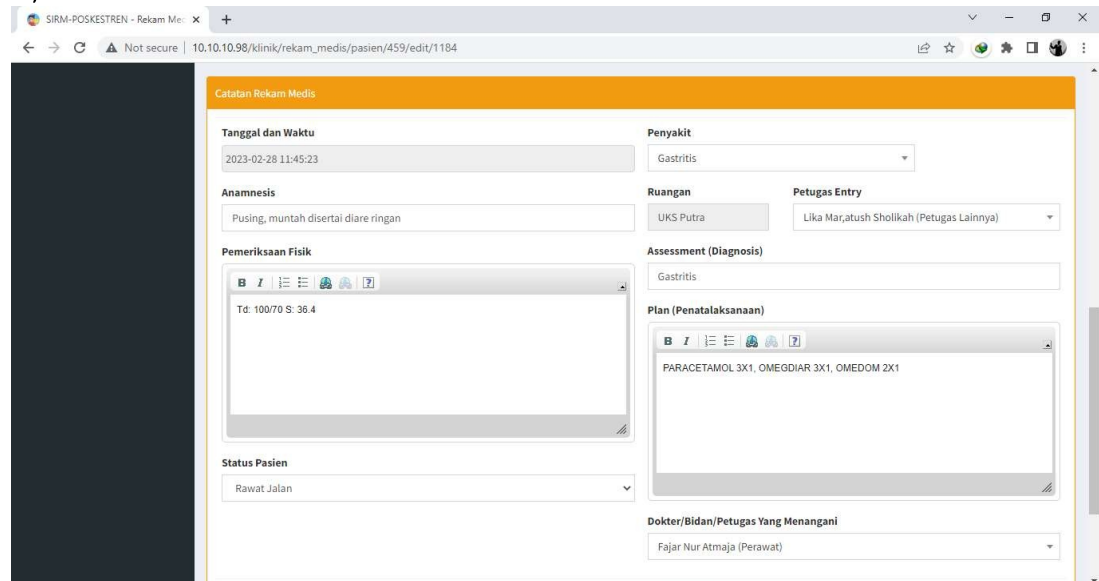 SIRM-POSKESTREN - Rekam Med
Not secure | 10.10.10.98/klinik/rekam_medis/pasien/459/edit/1184
Catatan Rekam Medis
Tanggal dan Waktu
2023-02-28 11:45:23
Penyakit
Gastritis
Anamnesis
Pusing, muntah disertai diare ringan
Ruangan
UKS Putra
Petugas Entry
Lika Mar,atush Sholikah (Petugas Lainnya)
Pemeriksaan Fisik
B I
Td: 100/70 S: 36.4
Assessment (Diagnosis)
Gastritis
Plan (Penatalaksanaan)
B I
PARACETAMOL 3X1, OMEGDIAR 3X1, OMEDOM 2X1
Status Pasien
Rawat Jalan
Dokter/Bidan/Petugas Yang Menangani
Fajar Nur Atmaja (Perawat)